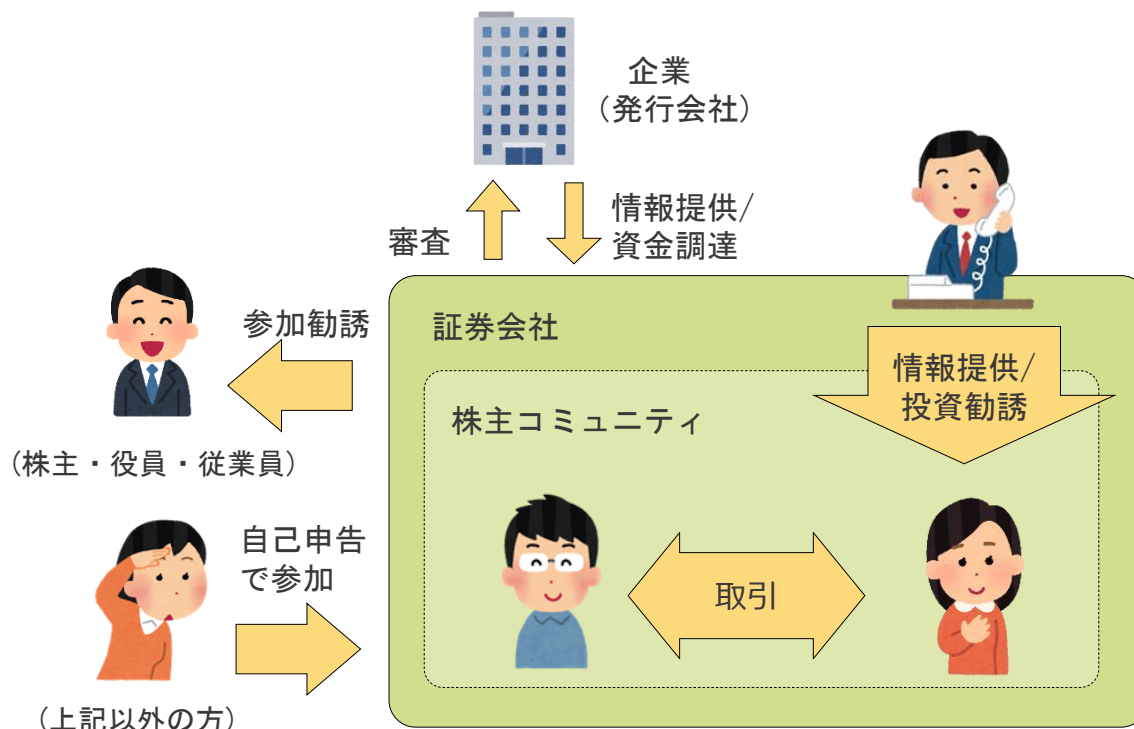 企業
(発行会社)
審査
情報提供/
資金調達
参加勧誘
(株主・役員・従業員)
自己申告
で参加
(上記以外の方)
証券会社
情報提供/
投資勧誘
株主コミュニティ
取引